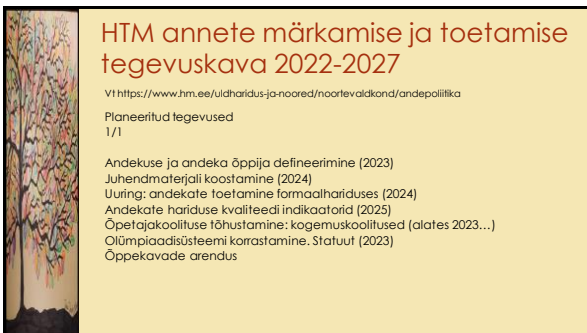 HTM annete märkamise ja toetamise
tegevuskava 2022-2027
Vt https://www.hm.ee/uldharidus-ja-noored/noortevaldkond/andepoliitika
Planeeritud tegevused
1/1
Andekuse ja andeka õppija defineerimine (2023)
Juhendmaterjali koostamine (2024)
Uuring: andekate toetamine formaalhariduses (2024)
Andekate hariduse kvaliteedi indikaatorid (2025)
Õpetajakoolituse tõhustamine: kogemuskoolitused (alates 2023...)
Olümpiaadisüsteemi korrastamine. Statuut (2023)
Õppekavade arendus